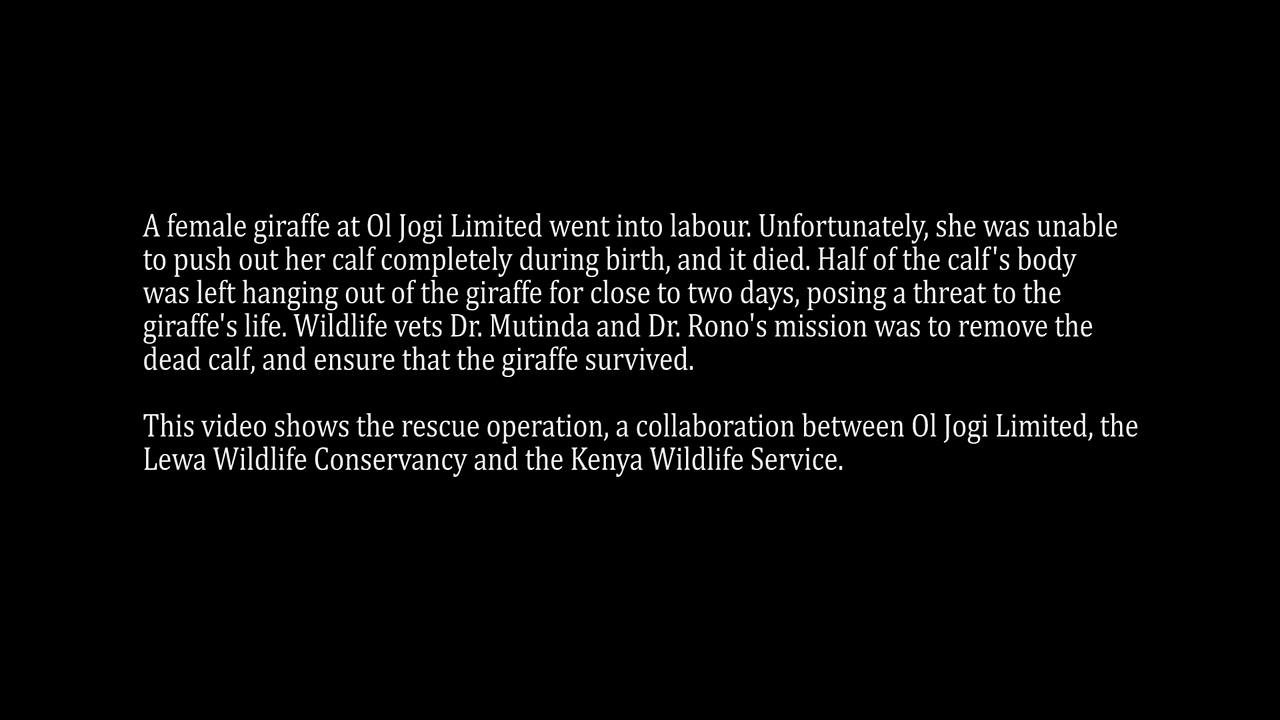 A female giraffe at Ol Jogi Limited went into labour. Unfortunately, she was unable
to push out her calf completely during birth, and it died. Half of the calf's body
was left hanging out of the giraffe for close to two days, posing a threat to the
giraffe's life. Wildlife vets Dr. Mutinda and Dr. Rono's mission was to remove the
dead calf, and ensure that the giraffe survived.
This video shows the rescue operation, a collaboration between Ol Jogi Limited, the
Lewa Wildlife Conservancy and the Kenya Wildlife Service.